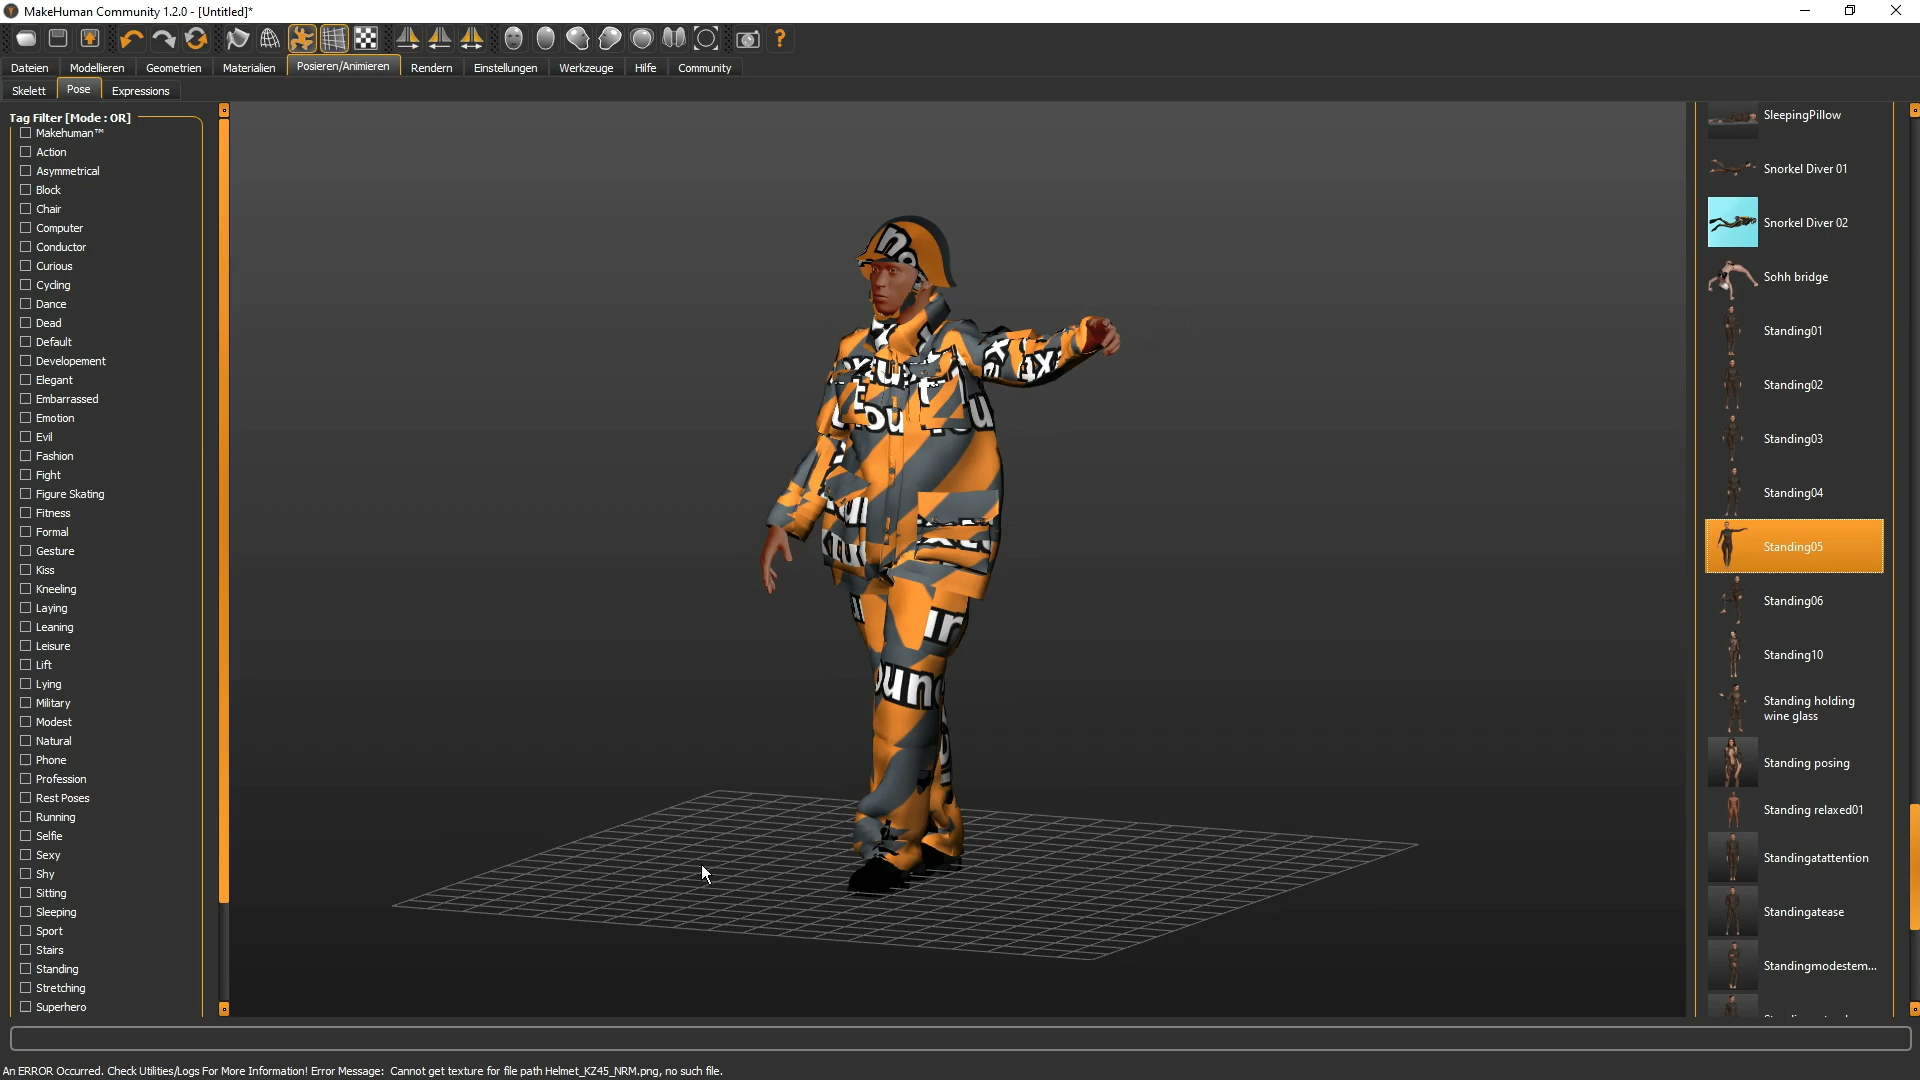 MakeHuman Community 1.2.0 - [Untitled]*
Dateien Modellieren Geometrien Materialien Posieren/Animieren Rendern Einstellungen Werkzeuge Hilfe Community
Skelett Pose Expressions
Tag Filter [Mode : OR]
Makehuman™
Action
Asymmetrical
Block
Chair
Computer
Conductor
Curious
Cycling
Dance
Dead
Default
Developement
Elegant
Embarrassed
Emotion
Evil
Fashion
Fight
Figure Skating
Fitness
Formal
Gesture
Kiss
Kneeling
Laying
Leaning
Leisure
Lift
Lying
Military
Modest
Natural
Phone
Profession
Rest Poses
Running
Selfie
Sexy
Shy
Sitting
Sleeping
Sport
Stairs
Standing
Stretching
Superhero
no
SleepingPillow
Snorkel Diver 01
Snorkel Diver 02
Sohh bridge
Standing01
Standing02
Standing03
Standing04
Standing05
Standing06
Standing10
Standing holding
wine glass
Standing posing
Standing relaxed01
Standingatattention
Standingatease
Standingmodestem...
An ERROR Occurred. Check Utilities/Logs For More Information! Error Message: Cannot get texture for file path Helmet_KZ45_NRM.png, no such file.